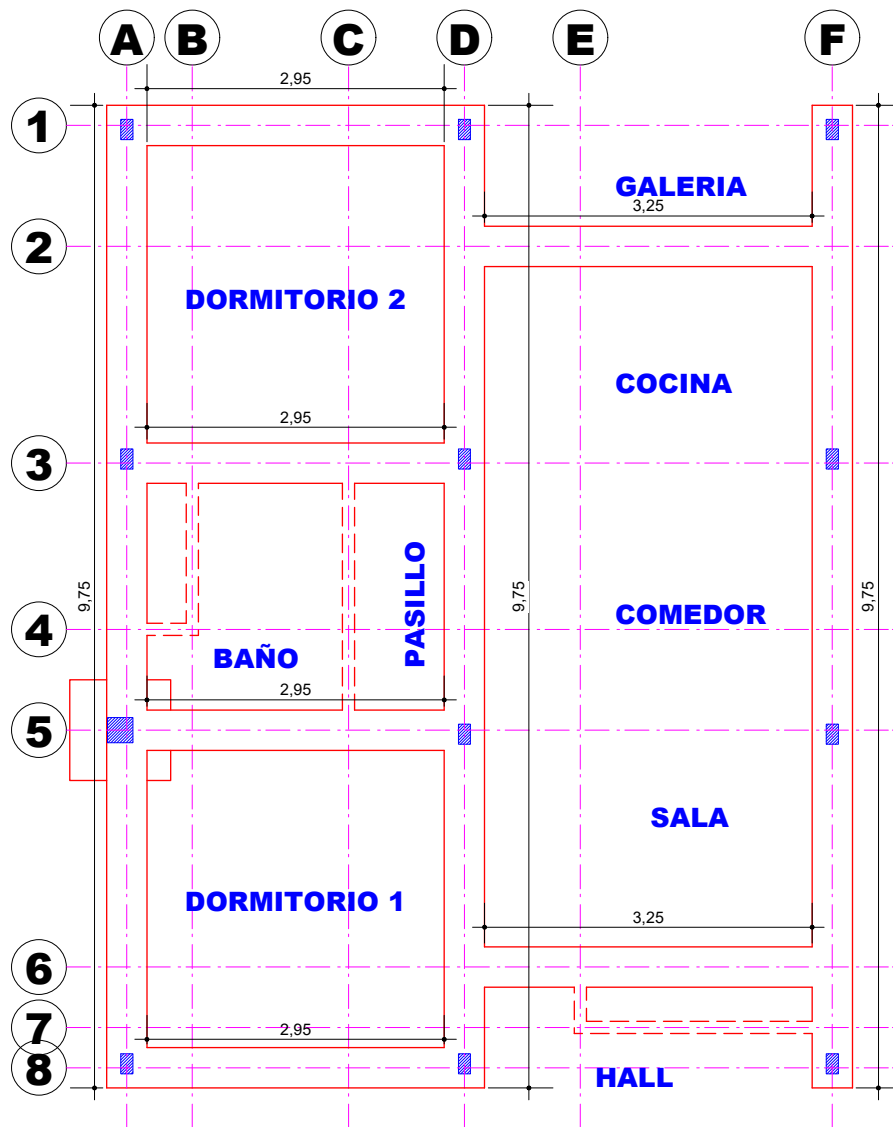 A B C D E F
2,95
1
GALERIA
3,25
2
DORMITORIO 2
COCINA
2,95
3
PASILLO
9,75
9,75
9,75
COMEDOR
4
BAÑO
2,95
5
SALA
DORMITORIO 1
3,25
6
7
2,95
8
HALL